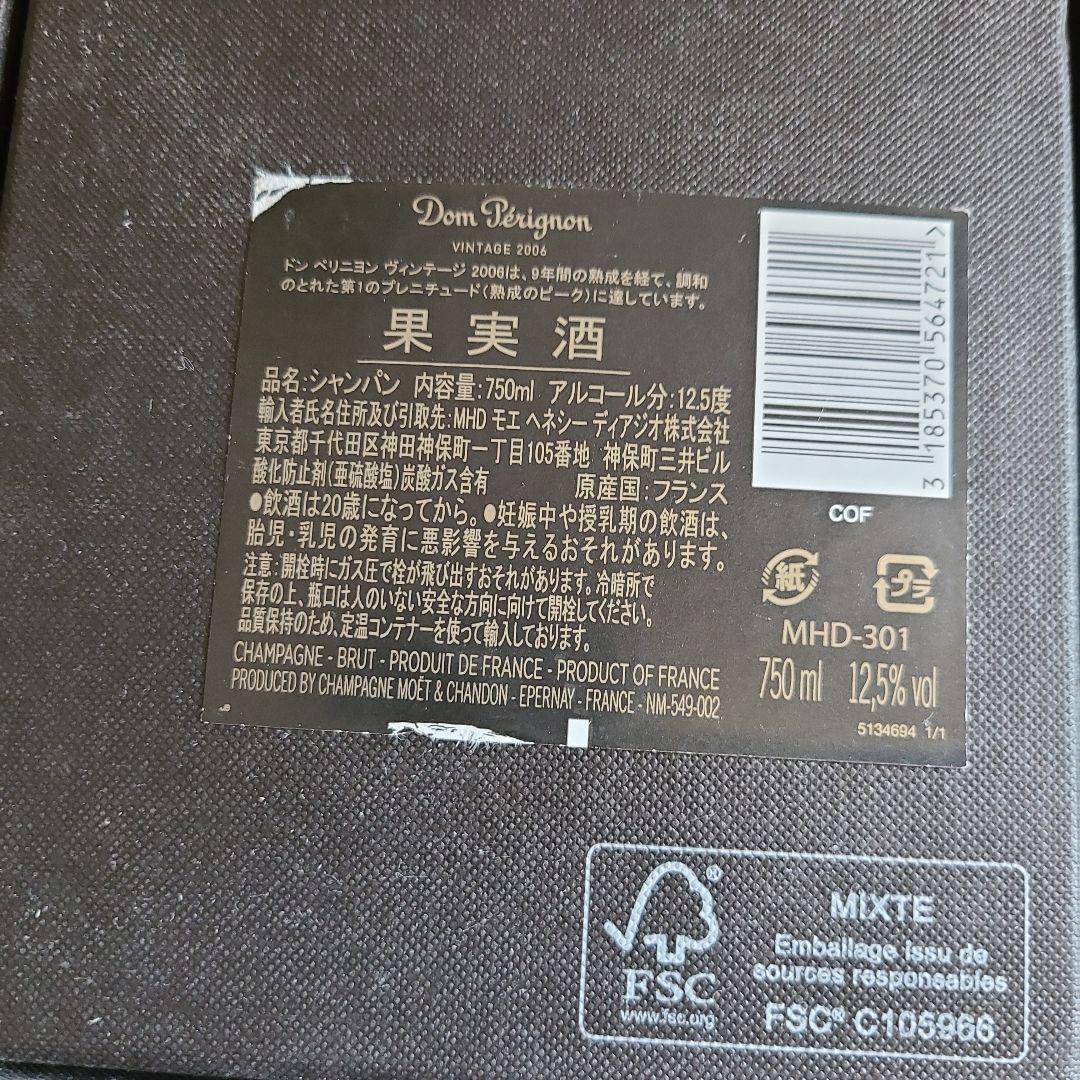 Dom Pérignon
VINTAGE 2006
ドン ペリニヨン ヴィンテージ 2006は、9年間の熟成を経て、調和
のとれた第1のプレニチュード(熟成のピーク)に達しています。
果実酒
品名:シャンパン 内容量:750ml アルコール分:12.5度
輸入者氏名住所及び引取先:MHD モエ ヘネシー ディアジオ株式会社
東京都千代田区神田神保町一丁目105番地 神保町三井ビル
酸化防止剤(亜硫酸塩)炭酸ガス含有 原産国:フランス
●飲酒は20歳になってから。●妊娠中や授乳期の飲酒は、
胎児・乳児の発育に悪影響を与えるおそれがあります。
注意:開栓時にガス圧で栓が飛び出すおそれがあります。冷暗所で
保存の上、瓶口は人のいない安全な方向に向けて開栓してください。
品質保持のため、定温コンテナーを使って輸入しております。
CHAMPAGNE - BRUT - PRODUIT DE FRANCE - PRODUCT OF FRANCE
PRODUCED BY CHAMPAGNE MOËT & CHANDON - EPERNAY - FRANCE - NM-549-002
3 185370 564721 >
COF
紙
プラ
MHD-301
750 ml 12,5% vol
5134694 1/1
FSC
www.fsc.org
MIXTE
Emballage issu de
sources responsables
FSC® C105966